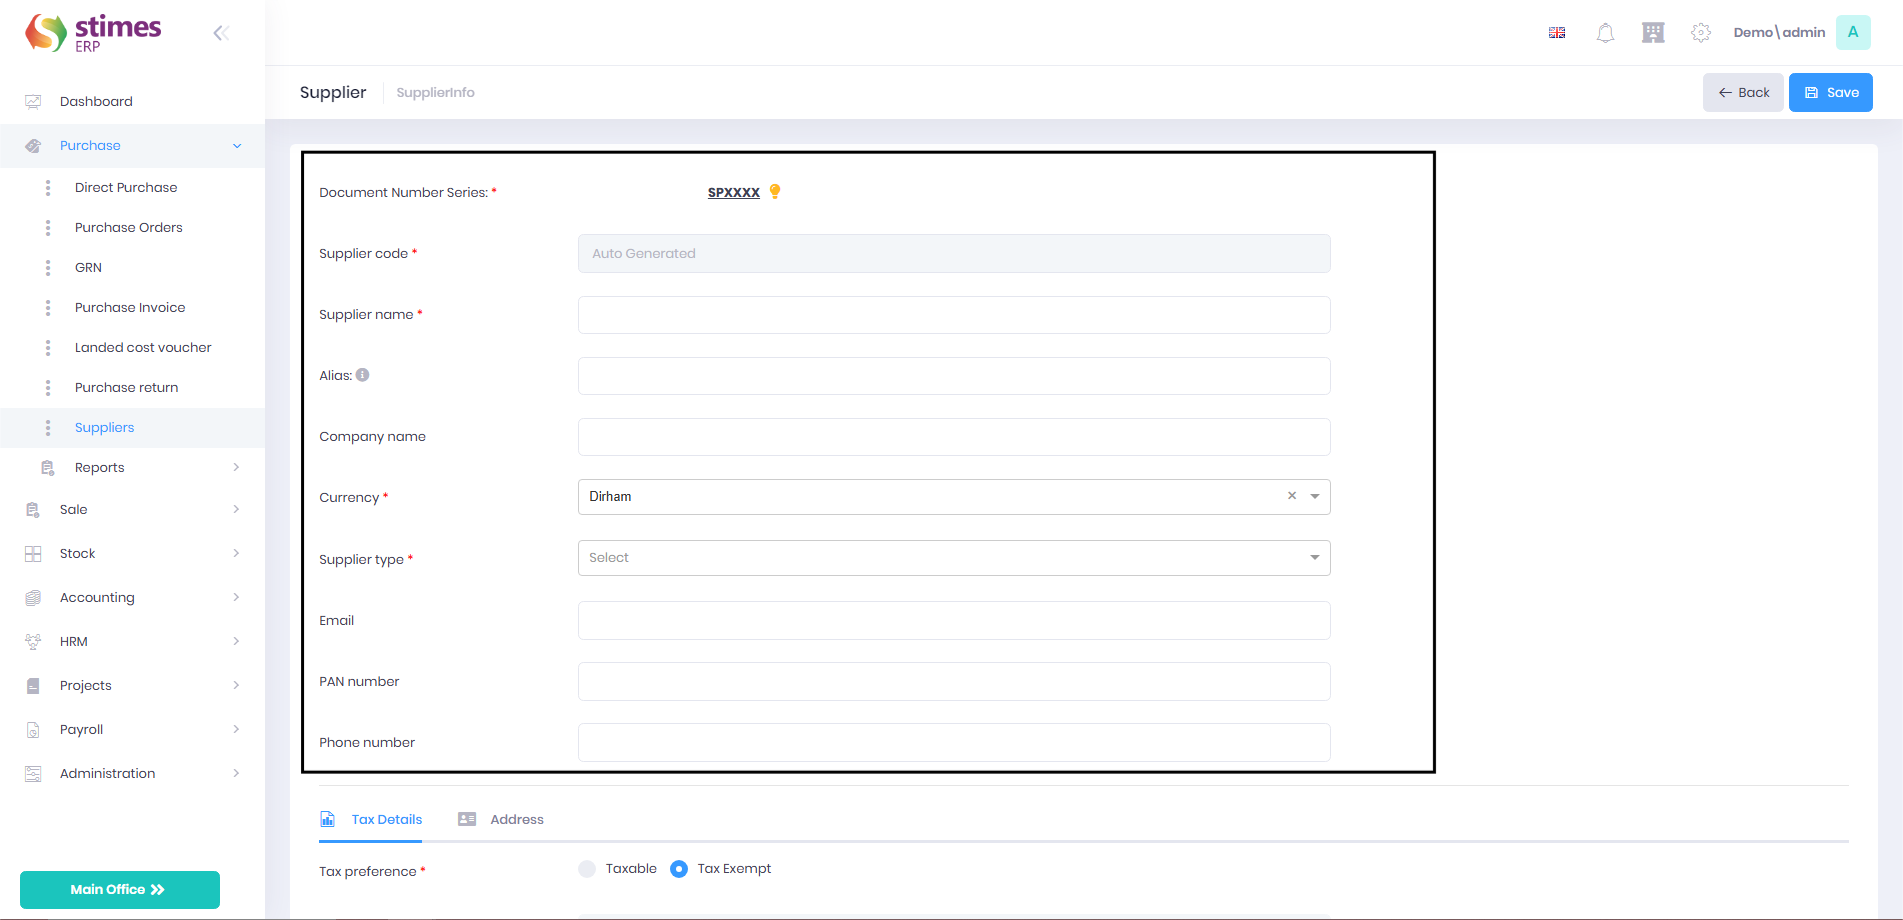 stimes
ERP
Demo\admin
A
Supplier
SupplierInfo
Back
Save
Dashboard
Purchase
Direct Purchase
Purchase Orders
GRN
Purchase Invoice
Landed cost voucher
Purchase return
Suppliers
Reports
Sale
Stock
Accounting
HRM
Projects
Payroll
Administration
Main Office
Document Number Series: *
SPXXXX
Supplier code *
Auto Generated
Supplier name *
Alias:
Company name
Currency *
Dirham
Supplier type *
Select
Email
PAN number
Phone number
Tax Details
Address
Tax preference *
Taxable
Tax Exempt